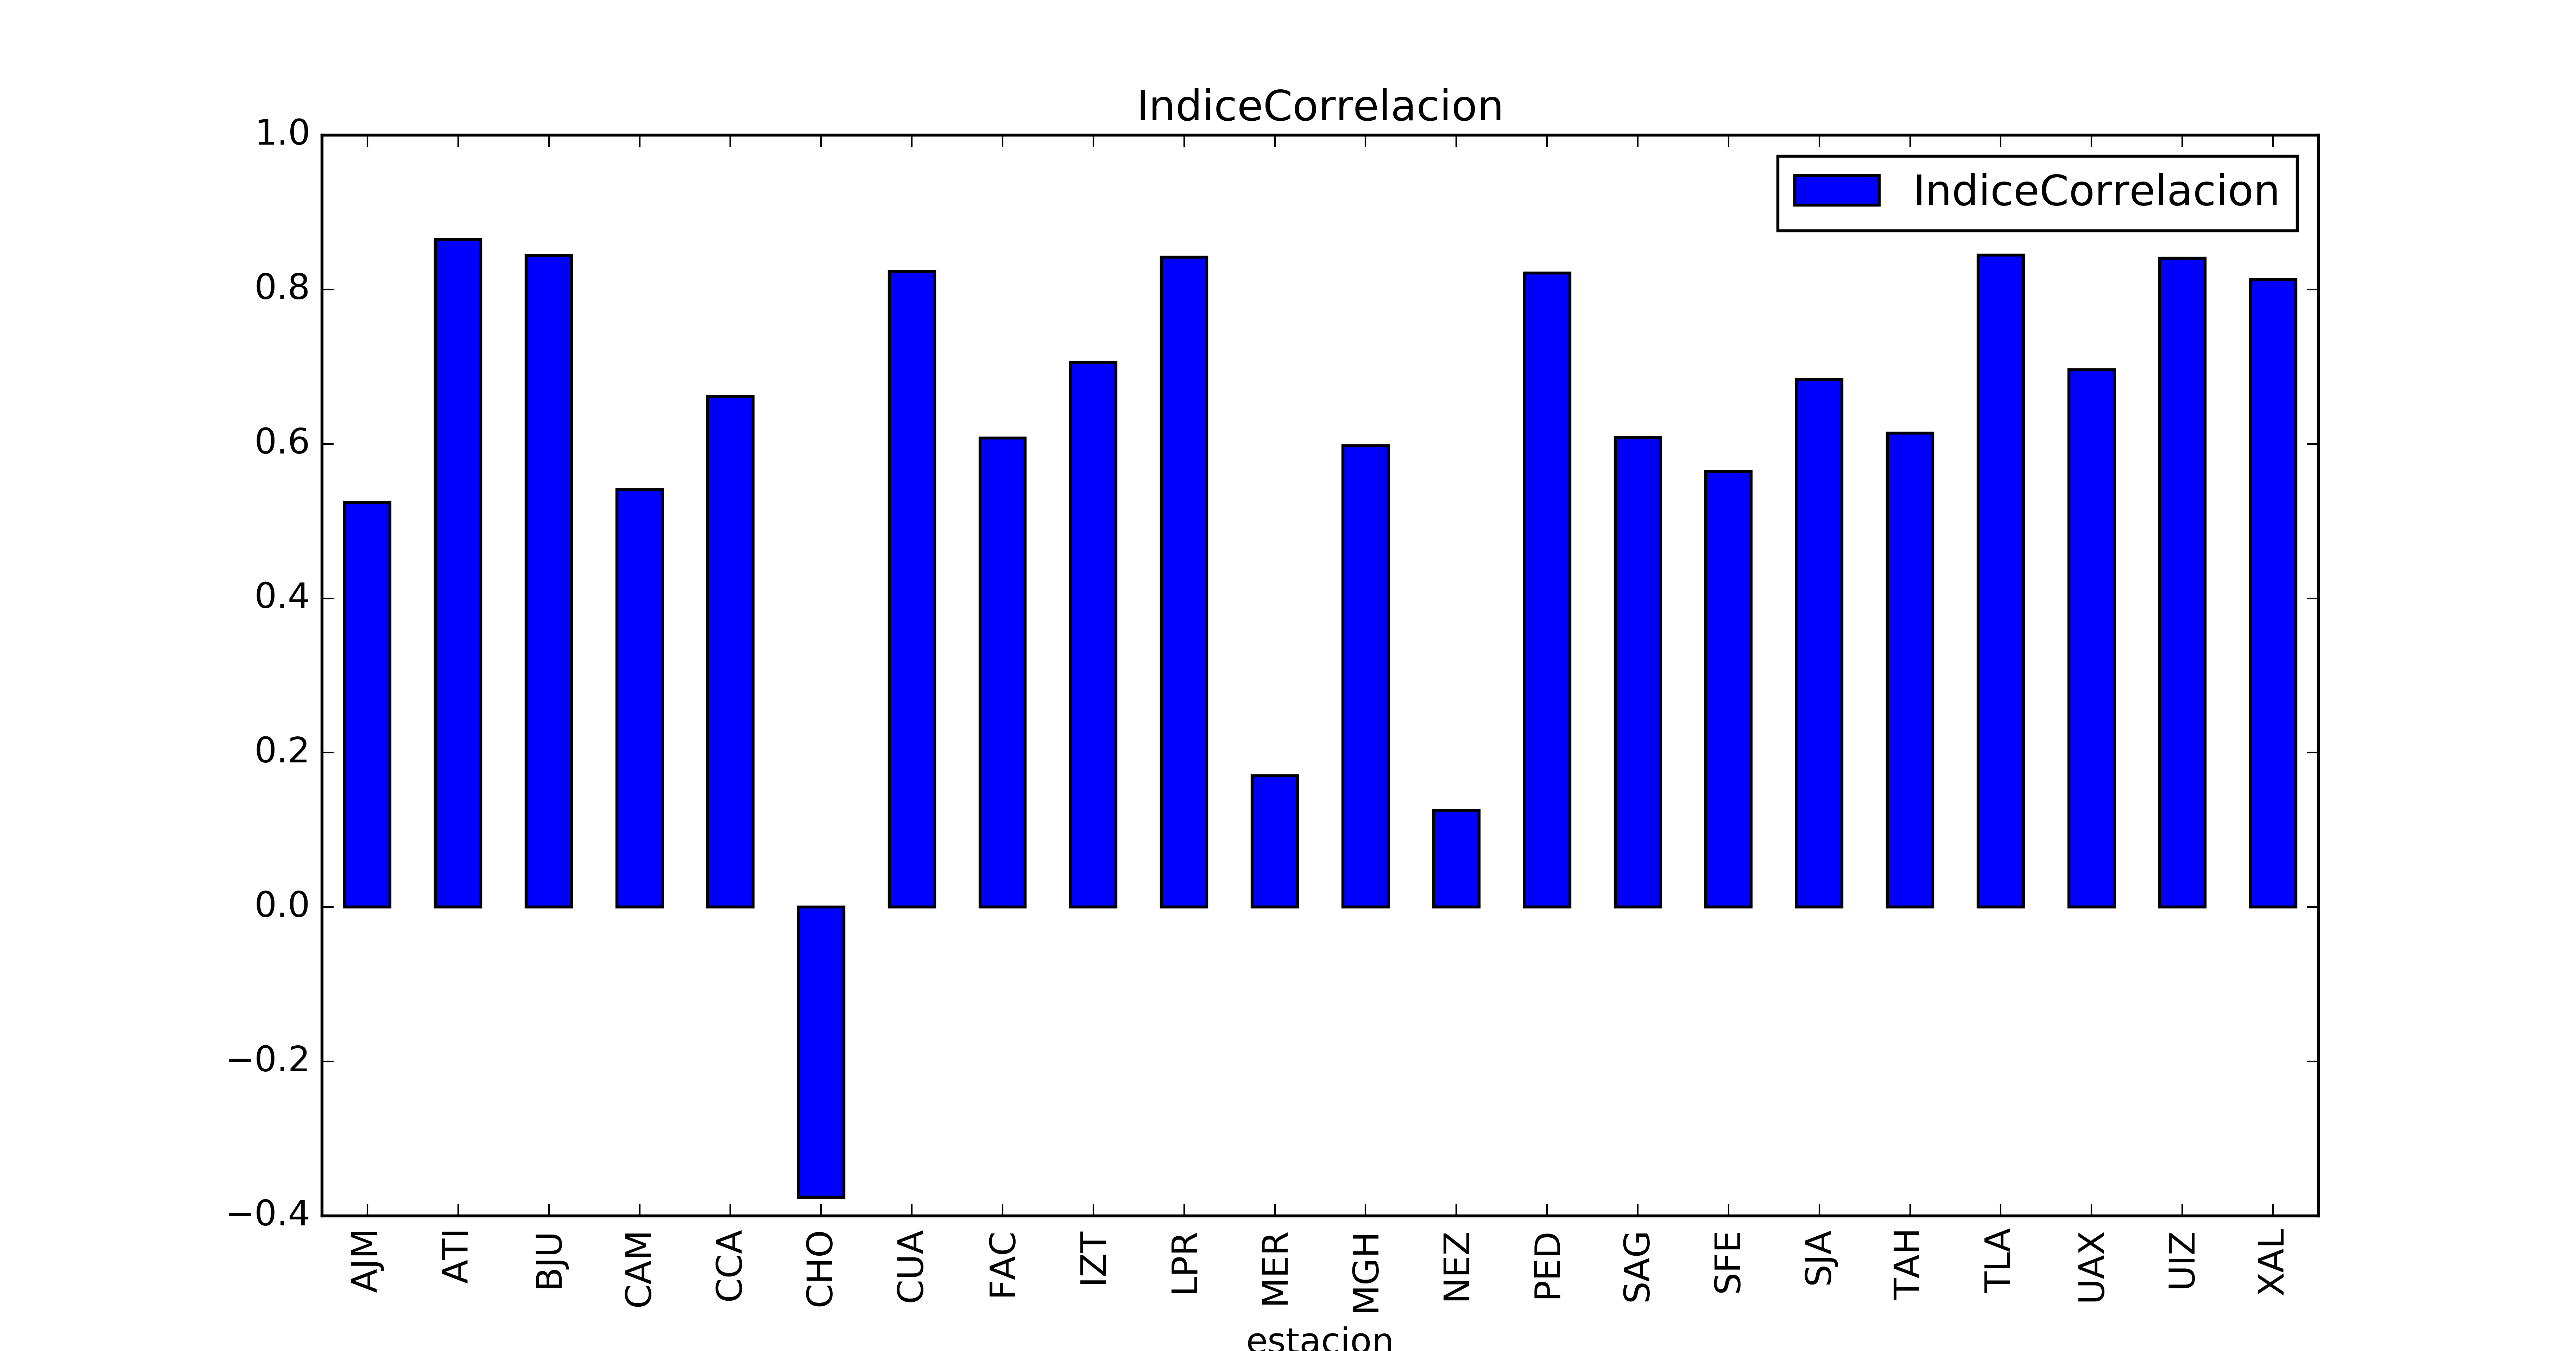 IndiceCorrelacion
IndiceCorrelacion
1.0
0.8
0.6
0.4
0.2
0.0
−0.2
−0.4
AJM ATI BJU CAM CCA CHO CUA FAC IZT LPR MER MGH NEZ PED SAG SFE SJA TAH TLA UAX UIZ XAL
estacion